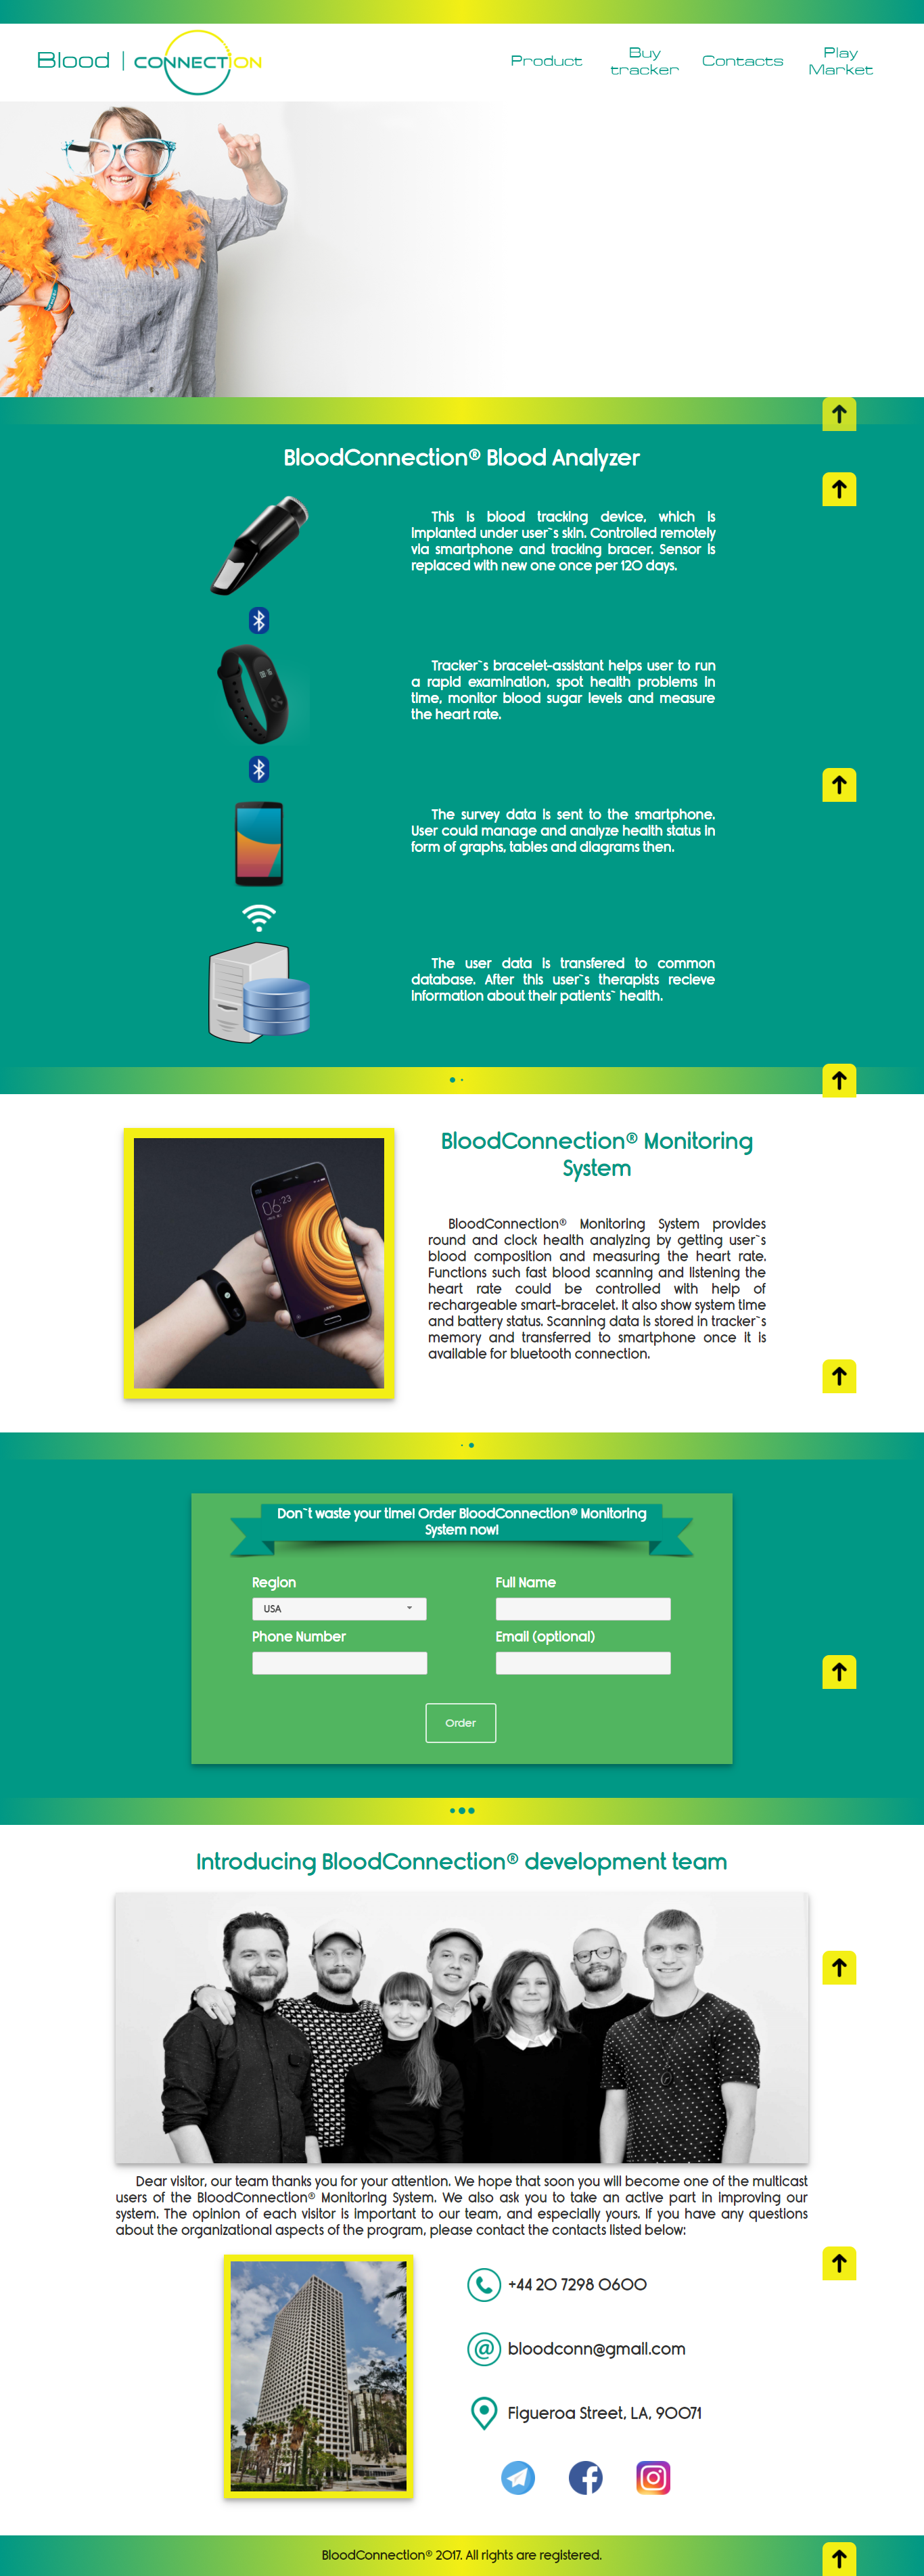 Blood | CONNECTION
Product
Buy
tracker
Contacts
Play
Market
BloodConnection® Blood Analyzer
This is blood tracking device, which is
implanted under user`s skin. Controlled remotely
via smartphone and tracking bracer. Sensor is
replaced with new one once per 120 days.
Tracker`s bracelet-assistant helps user to run
a rapid examination, spot health problems in
time, monitor blood sugar levels and measure
the heart rate.
The survey data is sent to the smartphone.
User could manage and analyze health status in
form of graphs, tables and diagrams then.
The user data is transfered to common
database. After this user`s therapists recieve
information about their patients` health.
BloodConnection® Monitoring
System
06:23
BloodConnection® Monitoring System provides
round and clock health analyzing by getting user`s
blood composition and measuring the heart rate.
Functions such fast blood scanning and listening the
heart rate could be controlled with help of
rechargeable smart-bracelet. It also show system time
and battery status. Scanning data is stored in tracker`s
memory and transferred to smartphone once it is
available for bluetooth connection.
Don`t waste your time! Order BloodConnection® Monitoring
System now!
Region
Full Name
USA
Phone Number
Email (optional)
Order
Introducing BloodConnection® development team
Dear visitor, our team thanks you for your attention. We hope that soon you will become one of the multicast
users of the BloodConnection® Monitoring System. We also ask you to take an active part in improving our
system. The opinion of each visitor is important to our team, and especially yours. If you have any questions
about the organizational aspects of the program, please contact the contacts listed below:
+44 20 7298 0600
bloodconn@gmail.com
Figueroa Street, LA, 90071
BloodConnection® 2017. All rights are registered.